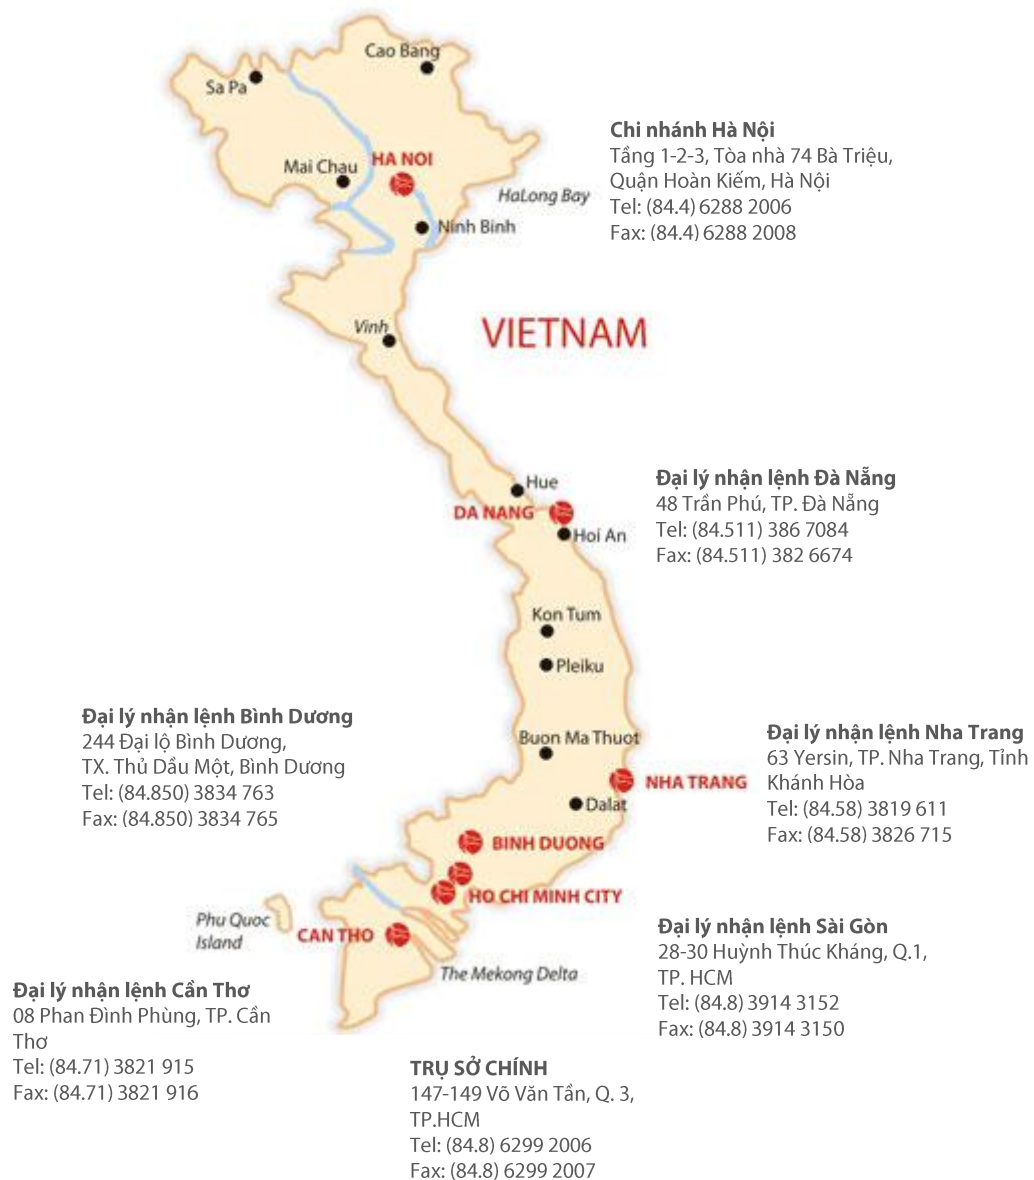 Cao Bang
Sa Pa
Mai Chau
HA NOI
HaLong Bay
Ninh Binh
Chi nhánh Hà Nội
Tầng 1-2-3, Tòa nhà 74 Bà Triệu,
Quận Hoàn Kiếm, Hà Nội
Tel: (84.4) 6288 2006
Fax: (84.4) 6288 2008
VIETNAM
Vinh
Hue
DA NANG
Hoi An
Đại lý nhận lệnh Đà Nẵng
48 Trần Phú, TP. Đà Nẵng
Tel: (84.511) 386 7084
Fax: (84.511) 382 6674
Kon Tum
Pleiku
Buon Ma Thuot
Đại lý nhận lệnh Bình Dương
244 Đại lộ Bình Dương,
TX. Thủ Dầu Một, Bình Dương
Tel: (84.850) 3834 763
Fax: (84.850) 3834 765
NHA TRANG
Dalat
Đại lý nhận lệnh Nha Trang
63 Yersin, TP. Nha Trang, Tỉnh
Khánh Hòa
Tel: (84.58) 3819 611
Fax: (84.58) 3826 715
BINH DUONG
HO CHI MINH CITY
Phu Quoc
Island
CAN THO
The Mekong Delta
Đại lý nhận lệnh Sài Gòn
28-30 Huỳnh Thúc Kháng, Q.1,
TP. HCM
Tel: (84.8) 3914 3152
Fax: (84.8) 3914 3150
Đại lý nhận lệnh Cần Thơ
08 Phan Đình Phùng, TP. Cần
Thơ
Tel: (84.71) 3821 915
Fax: (84.71) 3821 916
TRỤ SỞ CHÍNH
147-149 Võ Văn Tần, Q. 3,
TP.HCM
Tel: (84.8) 6299 2006
Fax: (84.8) 6299 2007